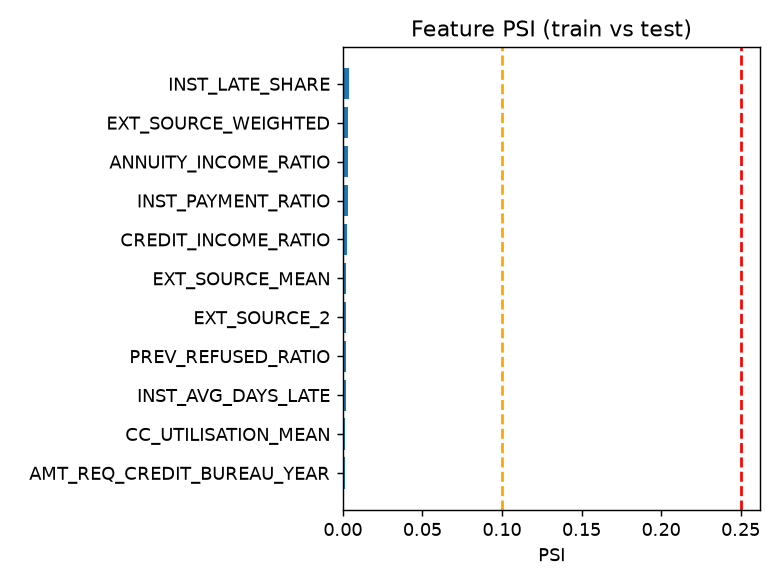 Feature PSI (train vs test)
INST_LATE_SHARE
EXT_SOURCE_WEIGHTED
ANNUITY_INCOME_RATIO
INST_PAYMENT_RATIO
CREDIT_INCOME_RATIO
EXT_SOURCE_MEAN
EXT_SOURCE_2
PREV_REFUSED_RATIO
INST_AVG_DAYS_LATE
CC_UTILISATION_MEAN
AMT_REQ_CREDIT_BUREAU_YEAR
0.00 0.05 0.10 0.15 0.20 0.25
PSI